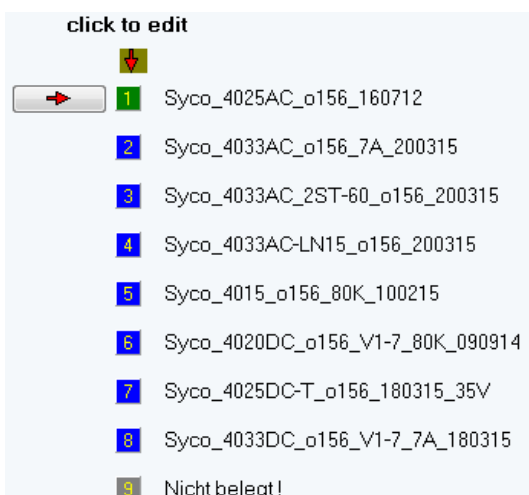 click to edit
1 Syco_4025AC_o156_160712
2 Syco_4033AC_o156_7A_200315
3 Syco_4033AC_2ST-60_o156_200315
4 Syco_4033AC-LN15_o156_200315
5 Syco_4015_o156_80K_100215
6 Syco_4020DC_o156_V1-7_80K_090914
7 Syco_4025DC-T_o156_180315_35V
8 Syco_4033DC_o156_V1-7_7A_180315
9 Nicht belegt !